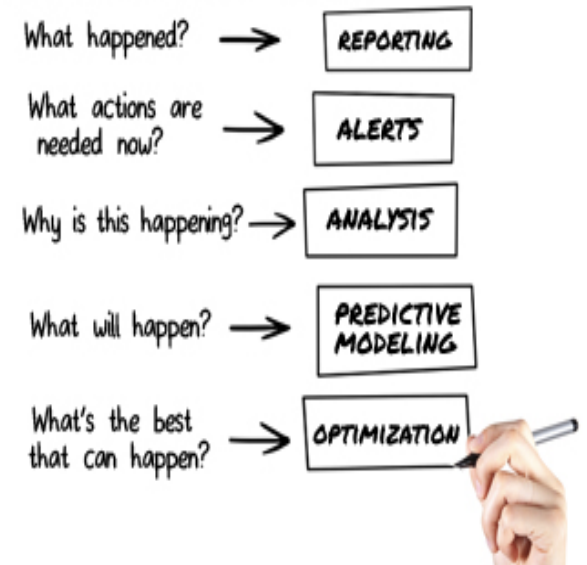 What happened?
REPORTING
What actions are
needed now?
ALERTS
Why is this happening?
ANALYSIS
What will happen?
PREDICTIVE
MODELING
What's the best
that can happen?
OPTIMIZATION